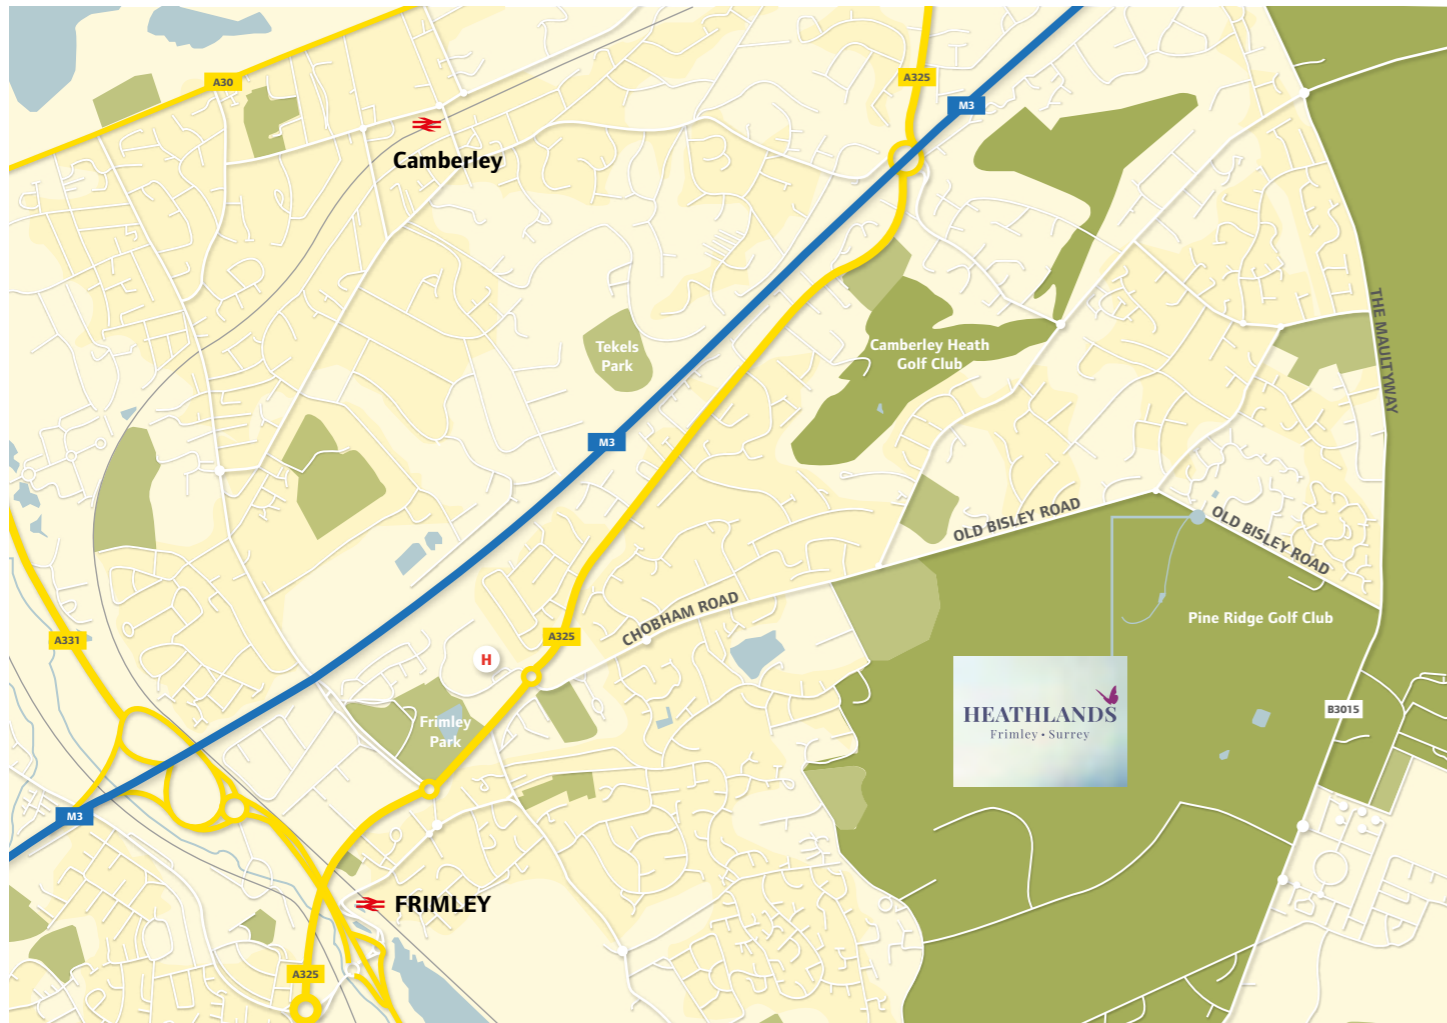 A325
A30
M3
Camberley
THE MAULTYWAY
Tekels
Park
Camberley Heath
Golf Club
M3
OLD BISLEY ROAD
OLD BISLEY ROAD
CHOBHAM ROAD
Pine Ridge Golf Club
A331
A325
H
HEATHLANDS
Frimley • Surrey
B3015
Frimley
Park
M3
FRIMLEY
A325